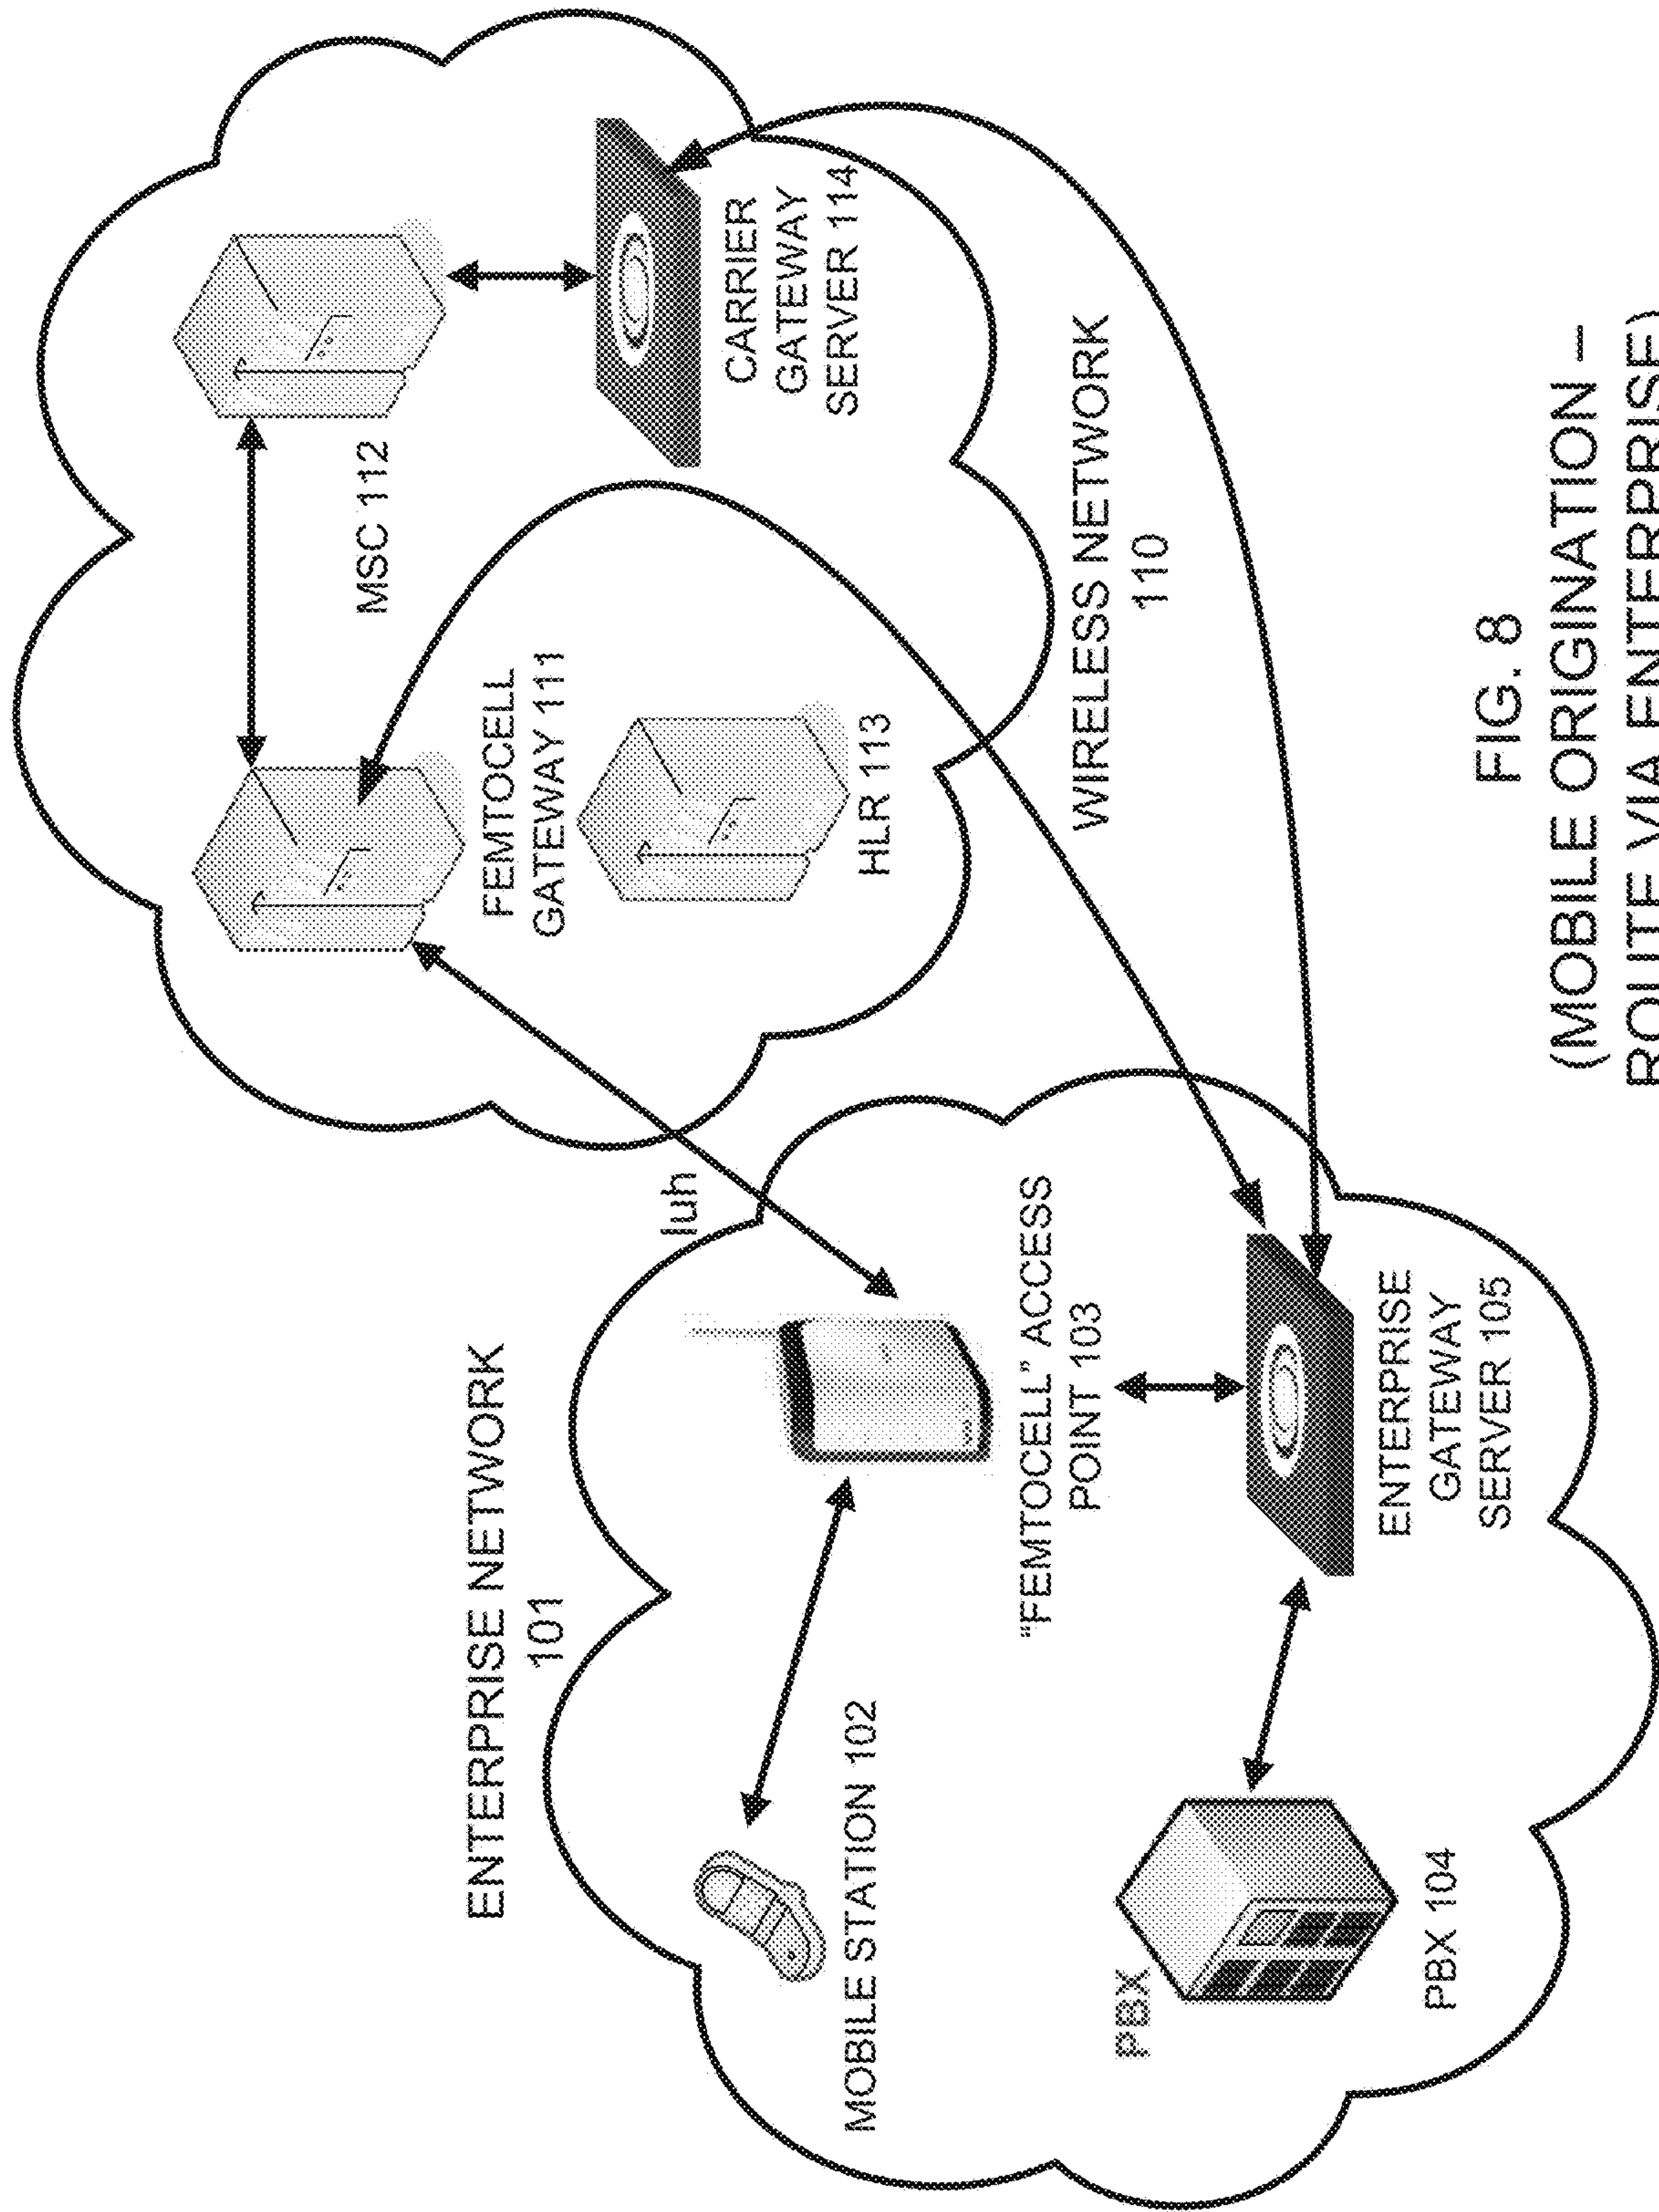 ENTERPRISE NETWORK
101
MOBILE STATION 102
"FEMTOCELL" ACCESS
POINT 103
PBX
PBX 104
ENTERPRISE
GATEWAY
SERVER 105
Iuh
FEMTOCELL
GATEWAY 111
MSC 112
HLR 113
CARRIER
GATEWAY
SERVER 114
WIRELESS NETWORK
110
FIG. 8
(MOBILE ORIGINATION –
ROUTE VIA ENTERPRISE)